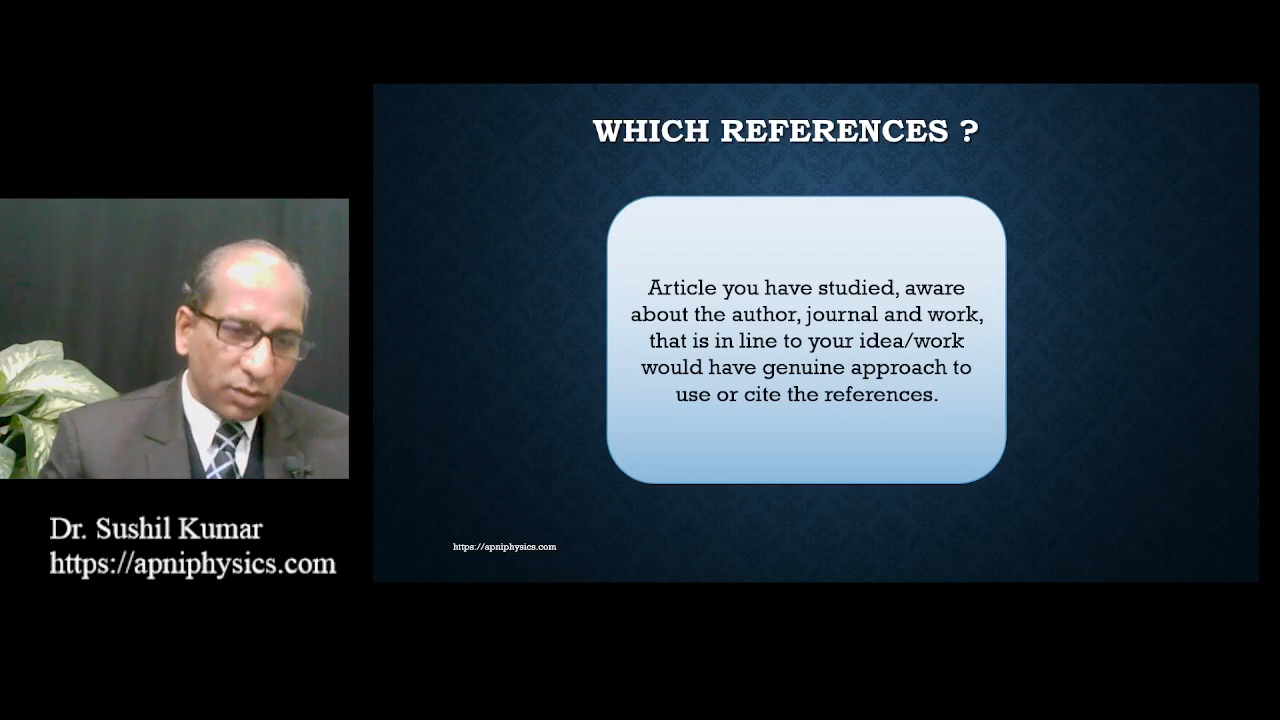 WHICH REFERENCES ?
Article you have studied, aware
about the author, journal and work,
that is in line to your idea/work
would have genuine approach to
use or cite the references.
https://apniphysics.com
Dr. Sushil Kumar
https://apniphysics.com